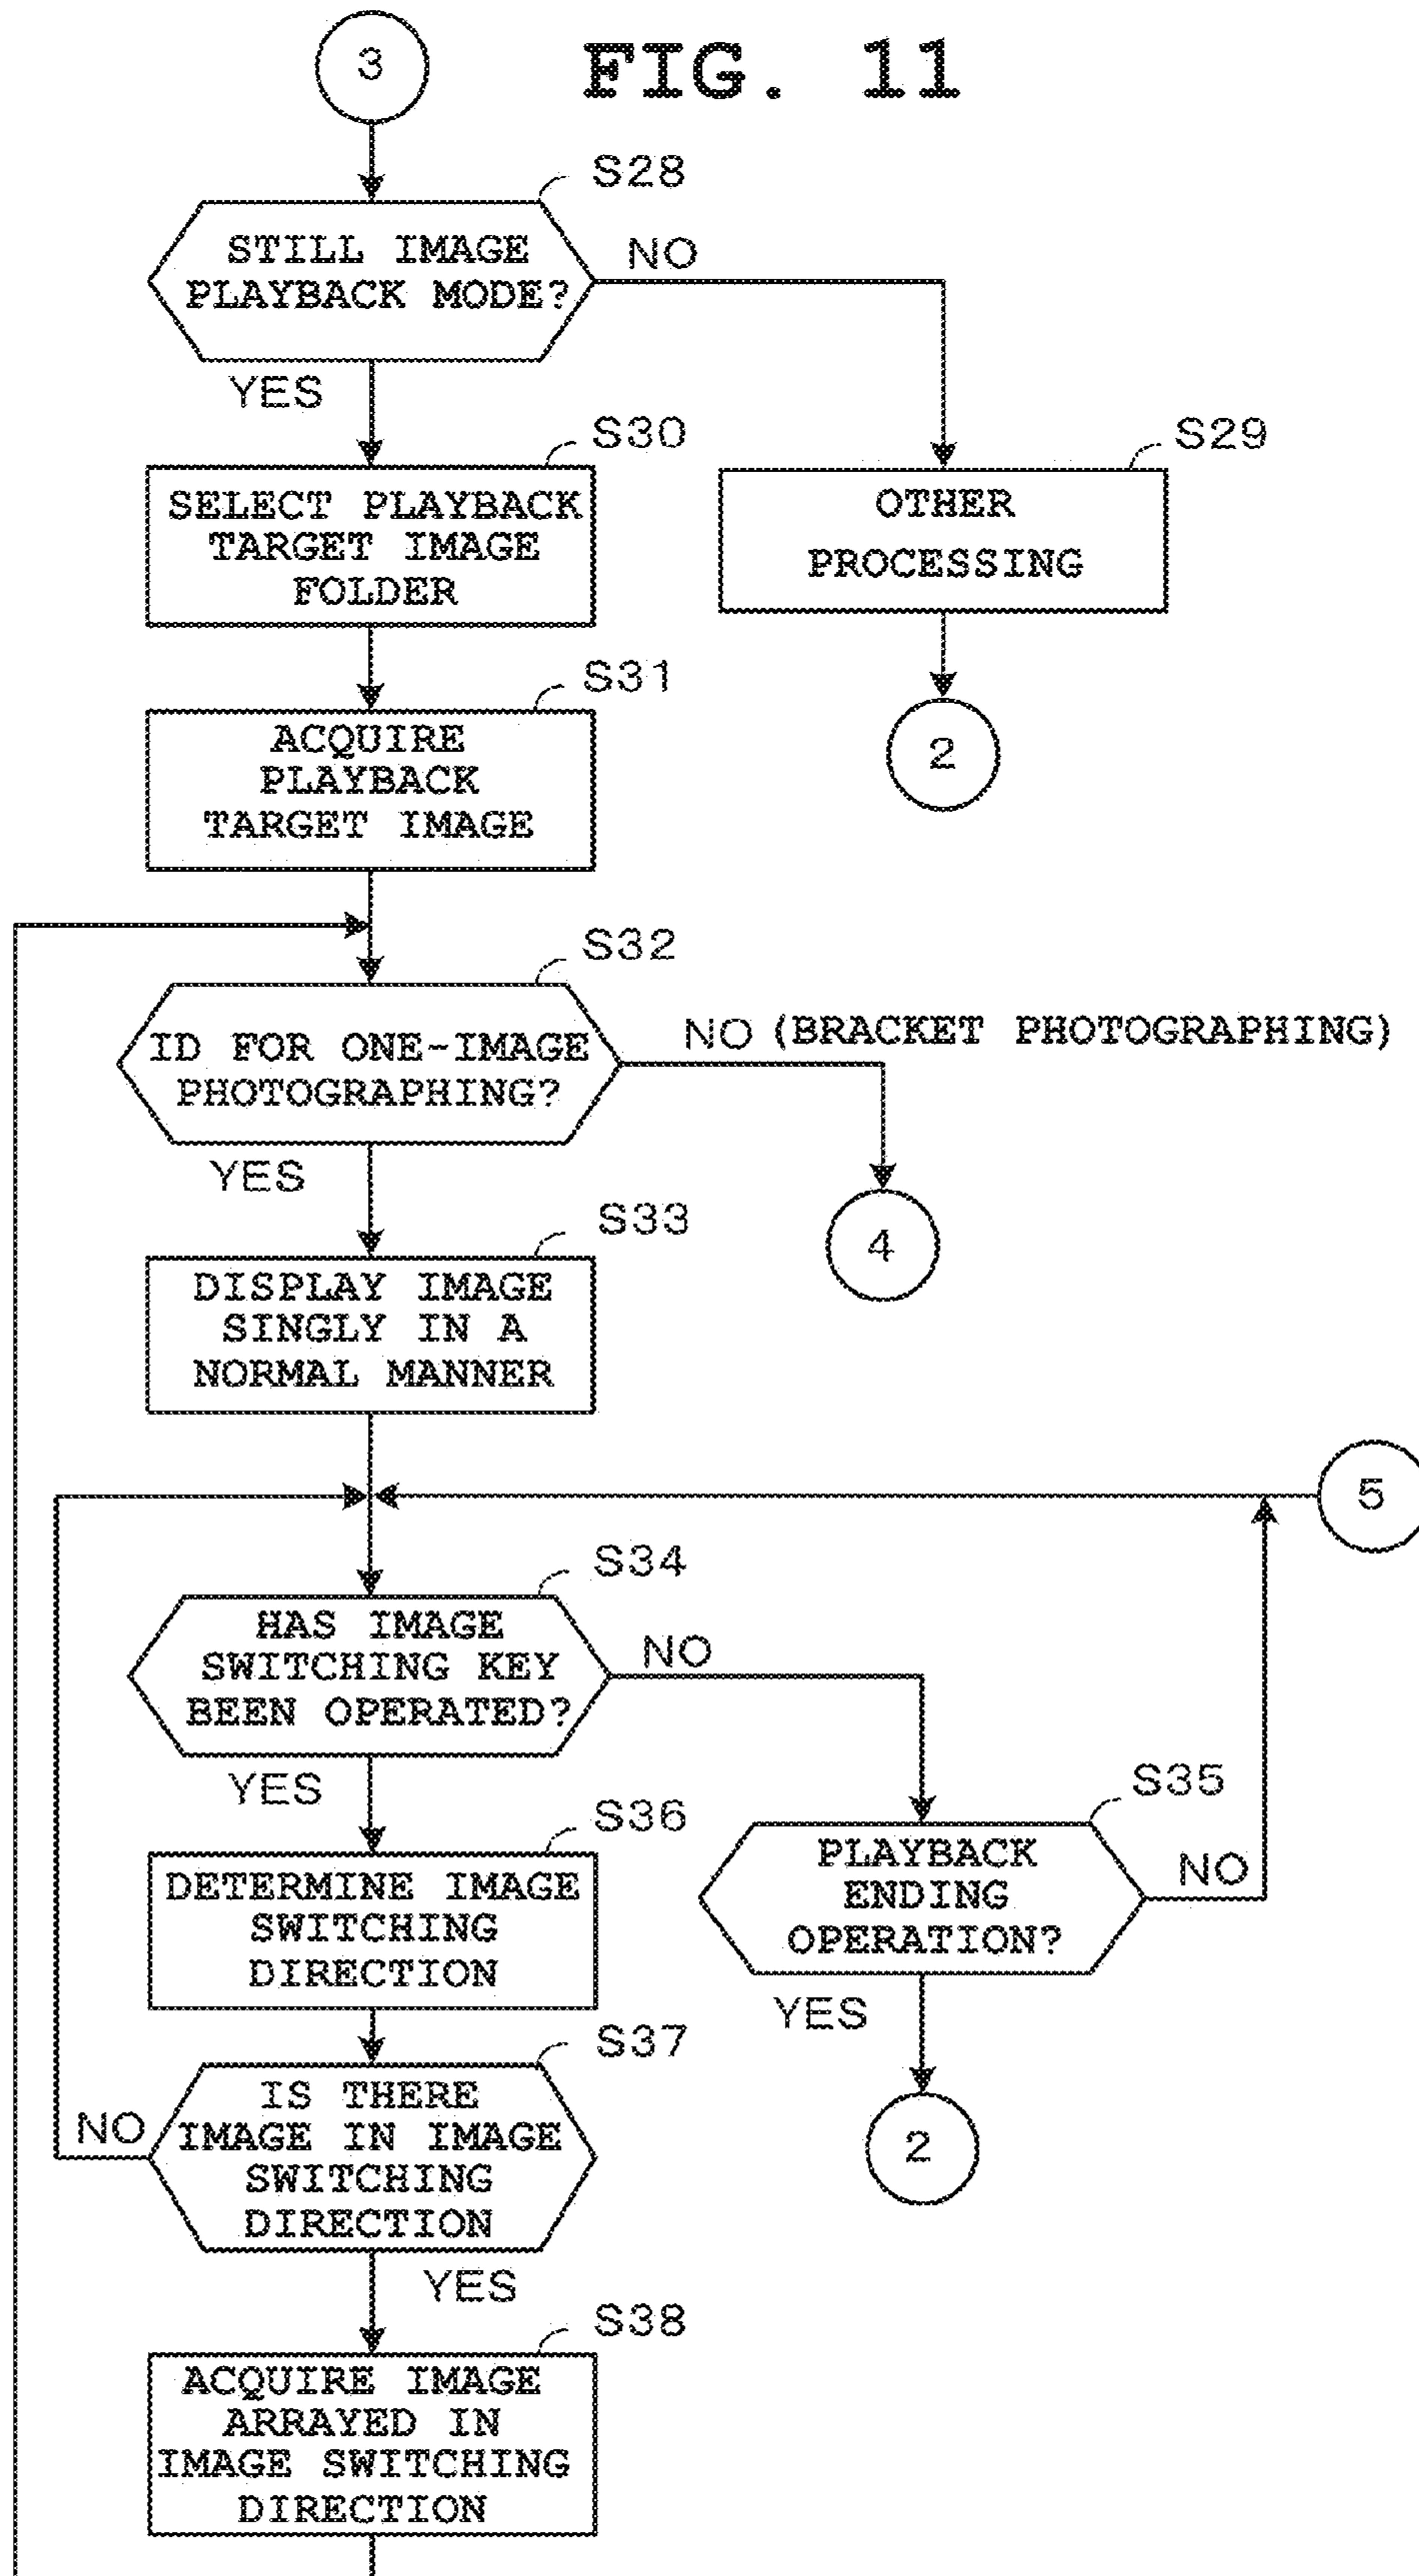 3
FIG. 11
S28
STILL IMAGE
PLAYBACK MODE?
NO
YES
S30
SELECT PLAYBACK
TARGET IMAGE
FOLDER
S29
OTHER
PROCESSING
2
S31
ACQUIRE
PLAYBACK
TARGET IMAGE
S32
ID FOR ONE-IMAGE
PHOTOGRAPHING?
NO (BRACKET PHOTOGRAPHING)
4
YES
S33
DISPLAY IMAGE
SINGLY IN A
NORMAL MANNER
5
S34
HAS IMAGE
SWITCHING KEY
BEEN OPERATED?
NO
YES
S35
PLAYBACK
ENDING
OPERATION?
NO
YES
2
S36
DETERMINE IMAGE
SWITCHING
DIRECTION
S37
IS THERE
IMAGE IN IMAGE
SWITCHING
DIRECTION
NO
YES
S38
ACQUIRE IMAGE
ARRAYED IN
IMAGE SWITCHING
DIRECTION